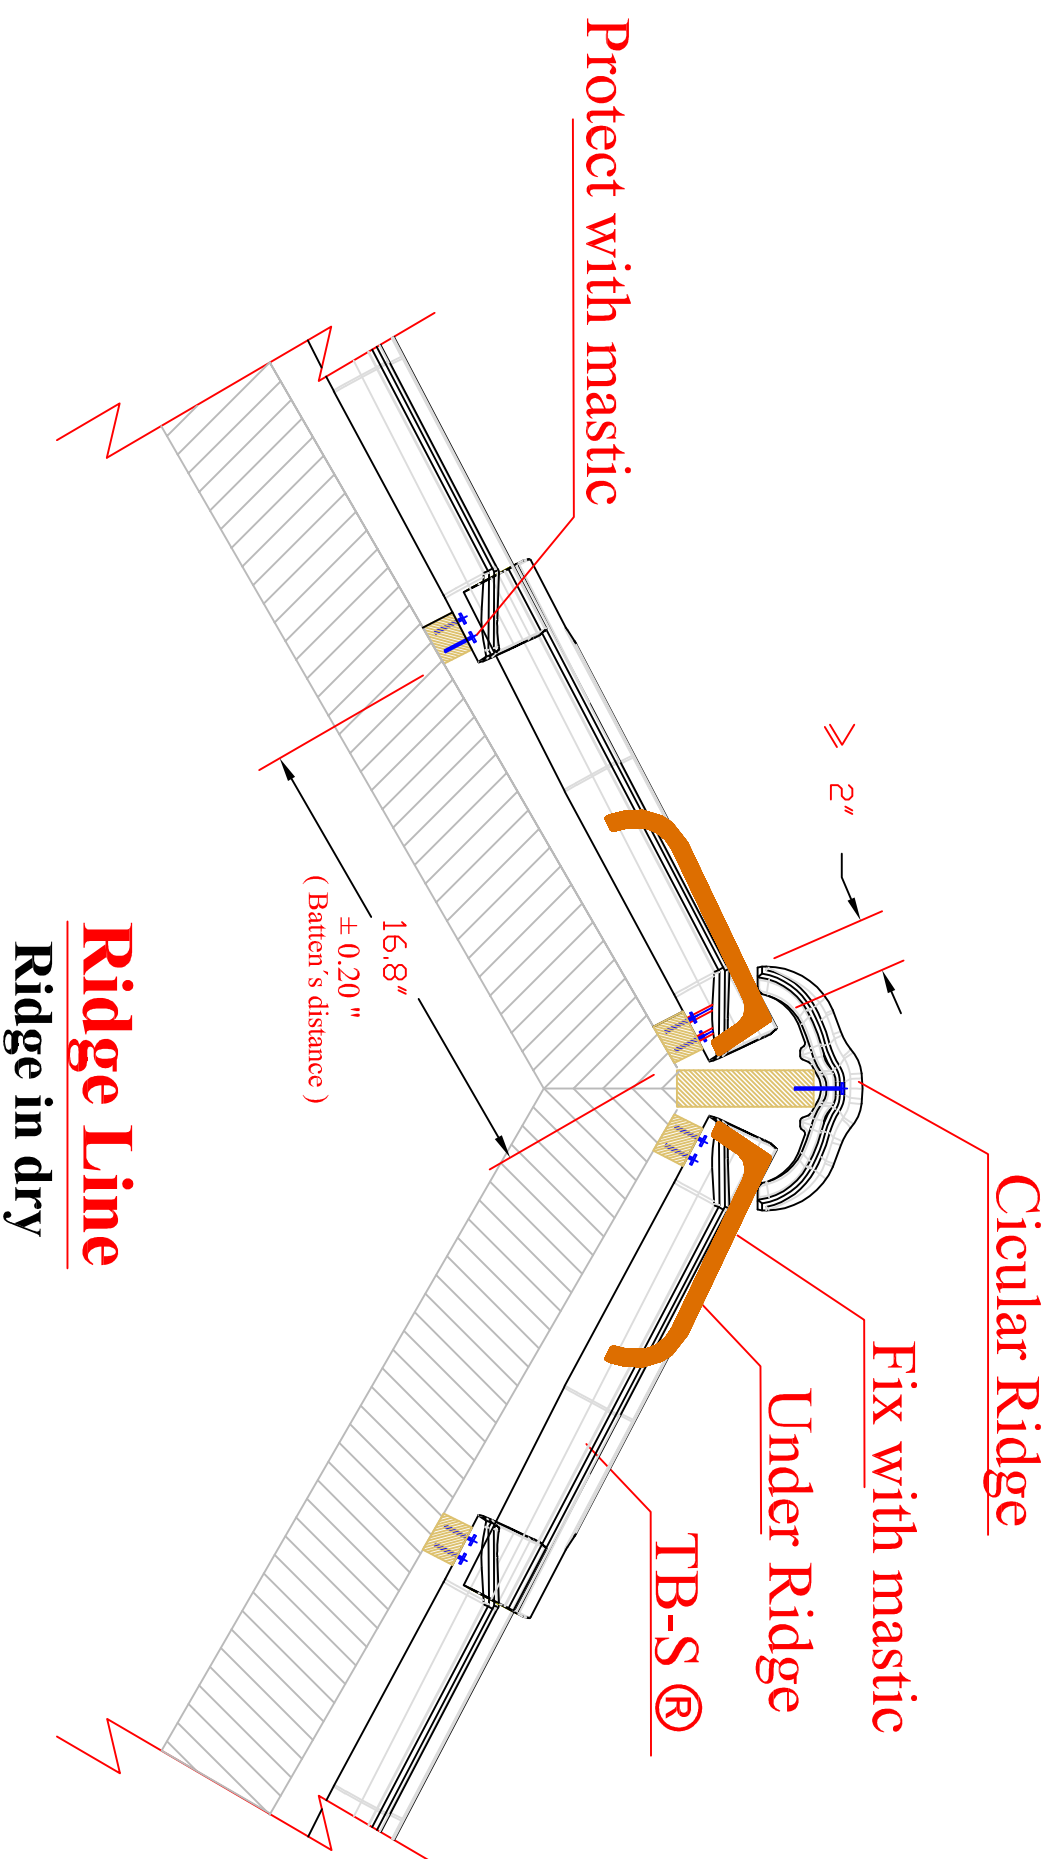 Protect with mastic
≥ 2"
Cicular Ridge
Fix with mastic
Under Ridge
TB-S ®
16.8"
± 0.20"
( Batten´s distance )
Ridge Line
Ridge in dry